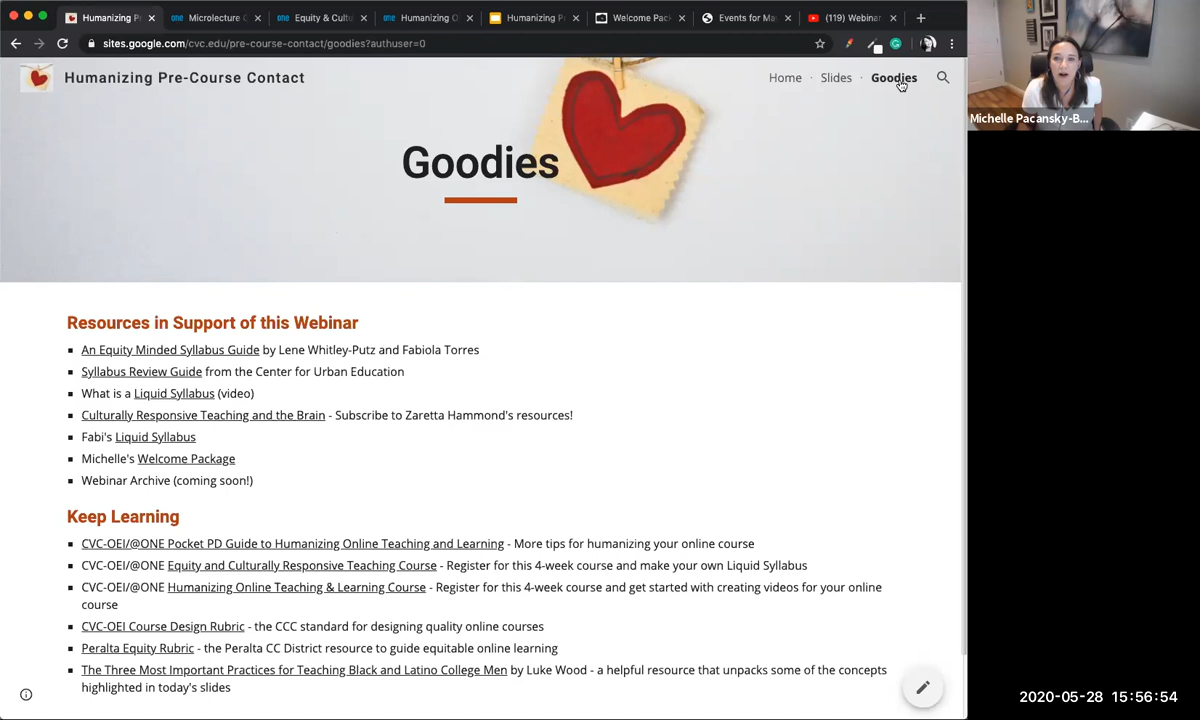 Humanizing P
Microlecture
Equity & Cultu
Humanizing O
Humanizing P
Welcome Pac
Events for Ma
(119) Webinar
sites.google.com/cvc.edu/pre-course-contact/goodies?authuser=0
Humanizing Pre-Course Contact
Home · Slides · Goodies
Michelle Pacansky-B...
Goodies
Resources in Support of this Webinar
▪ An Equity Minded Syllabus Guide by Lene Whitley-Putz and Fabiola Torres
▪ Syllabus Review Guide from the Center for Urban Education
▪ What is a Liquid Syllabus (video)
▪ Culturally Responsive Teaching and the Brain - Subscribe to Zaretta Hammond's resources!
▪ Fabi's Liquid Syllabus
▪ Michelle's Welcome Package
▪ Webinar Archive (coming soon!)
Keep Learning
▪ CVC-OEI/@ONE Pocket PD Guide to Humanizing Online Teaching and Learning - More tips for humanizing your online course
▪ CVC-OEI/@ONE Equity and Culturally Responsive Teaching Course - Register for this 4-week course and make your own Liquid Syllabus
▪ CVC-OEI/@ONE Humanizing Online Teaching & Learning Course - Register for this 4-week course and get started with creating videos for your online
course
▪ CVC-OEI Course Design Rubric - the CCC standard for designing quality online courses
▪ Peralta Equity Rubric - the Peralta CC District resource to guide equitable online learning
▪ The Three Most Important Practices for Teaching Black and Latino College Men by Luke Wood - a helpful resource that unpacks some of the concepts
highlighted in today's slides
2020-05-28 15:56:54